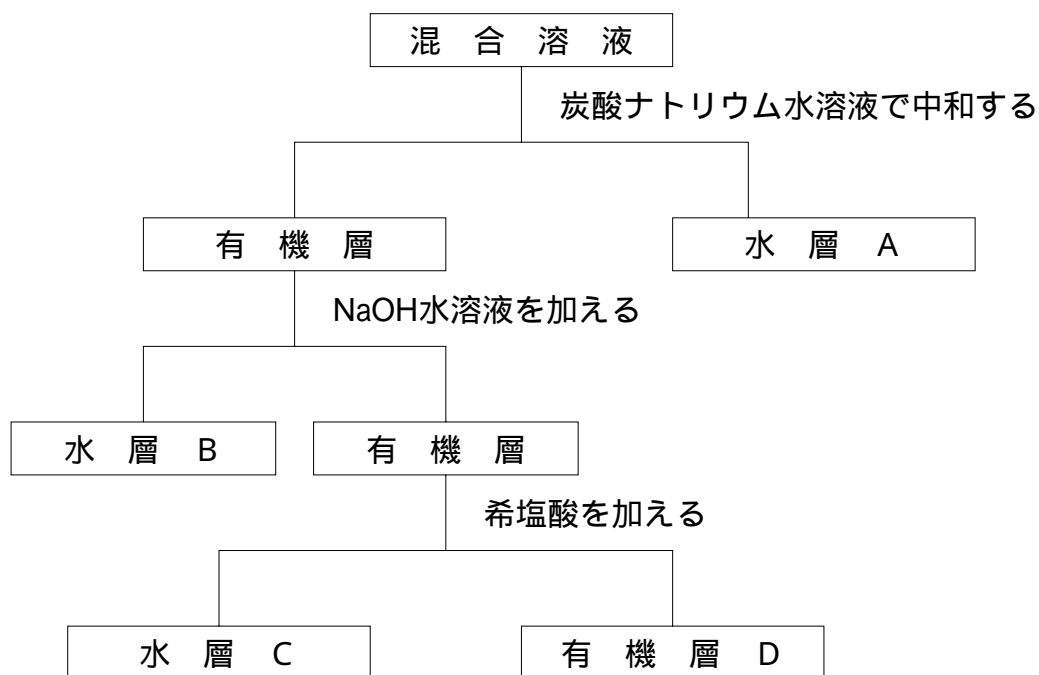 混 合 溶 液
炭酸ナトリウム水溶液で中和する
有 機 層
水 層 A
NaOH水溶液を加える
水 層 B
有 機 層
希塩酸を加える
水 層 C
有 機 層 D